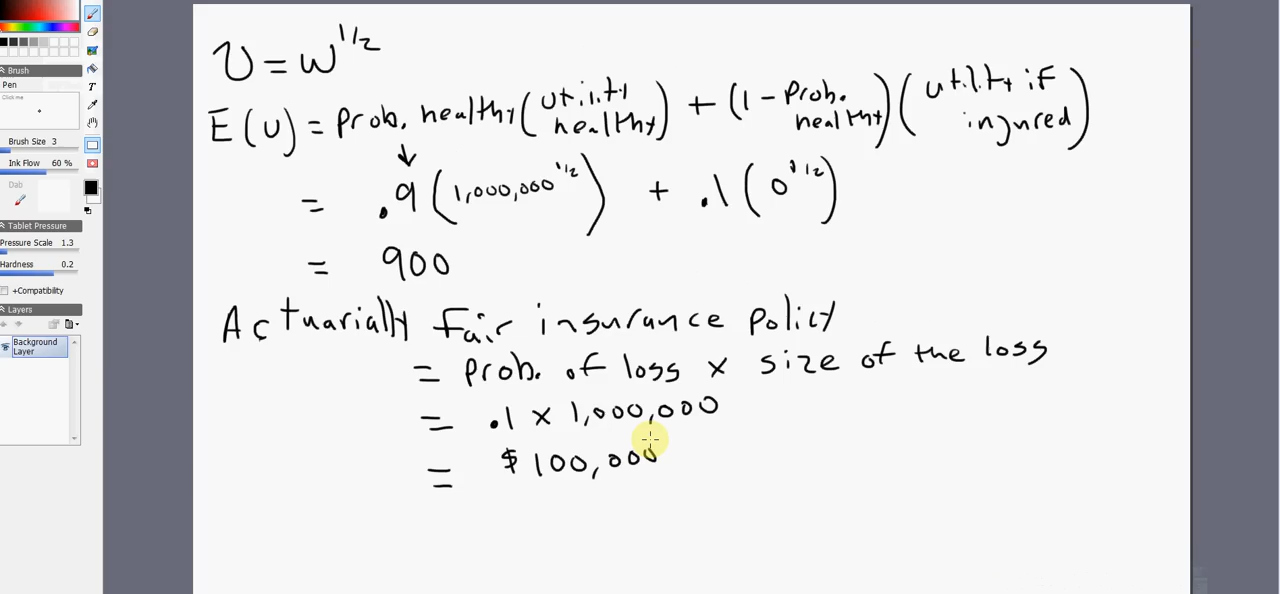 Brush
Pen
Click me
Brush Size 3
Ink Flow 60 %
Dab
Tablet Pressure
Pressure Scale 1.3
Hardness 0.2
+Compatibility
Layers
Background
Layer
U = w^1/2
E(U) = Prob. healthy (utility healthy) + (1 - Prob. healthy) (utility if injured)
= .9 (1,000,000^1/2) + .1 (0^1/2)
= 900
Actuarially Fair insurance Policy
= Prob. of loss x size of the loss
= .1 x 1,000,000
= $100,000